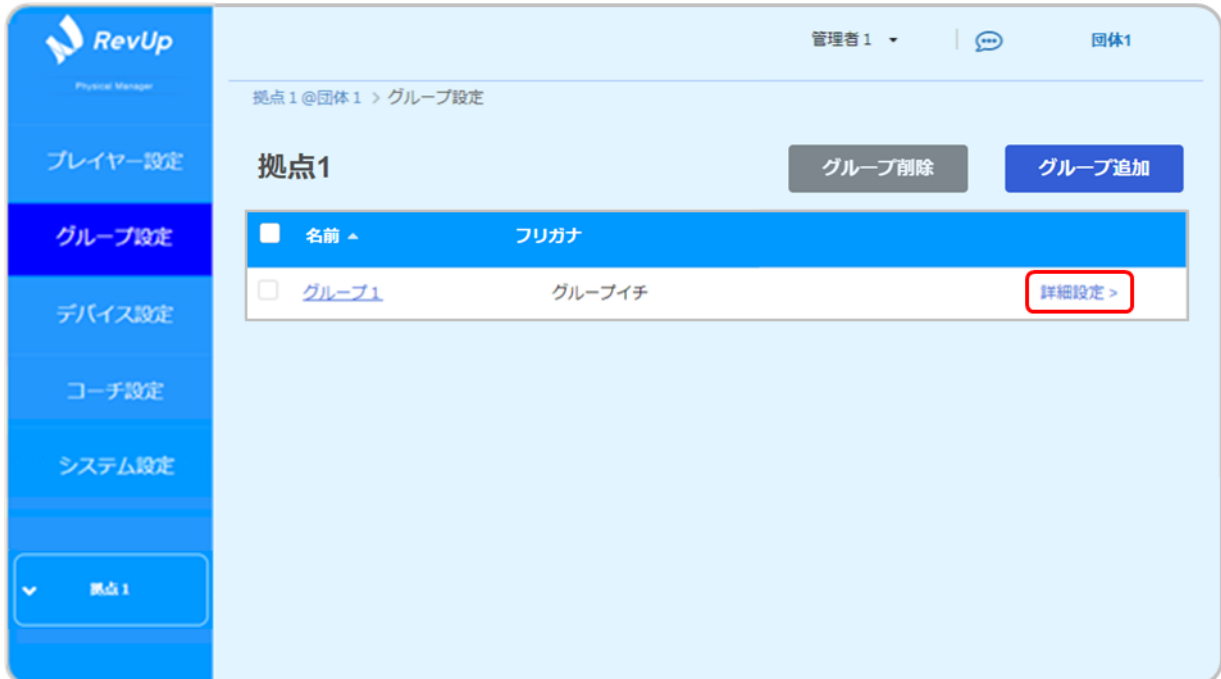 RevUp
Physical Manager
管理者1
団体1
拠点1@団体1 > グループ設定
プレイヤー設定
グループ設定
デバイス設定
コーチ設定
システム設定
拠点1
拠点1
グループ削除
グループ追加
名前
フリガナ
グループ1
グループイチ
詳細設定 >